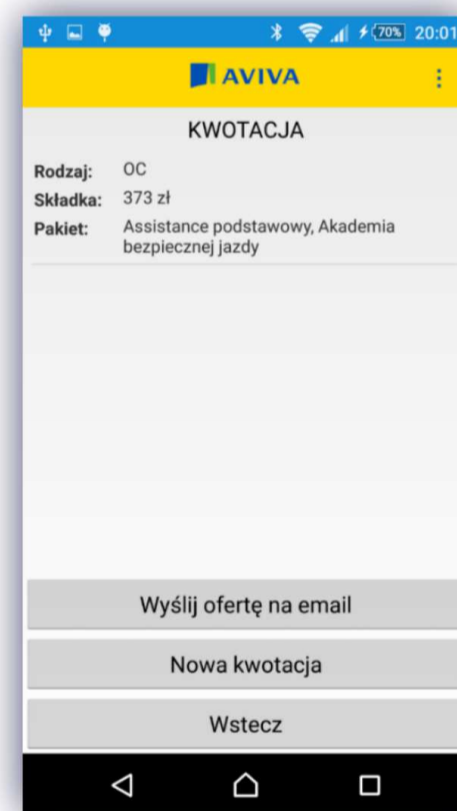 70% 20:01
AVIVA
KWOTACJA
Rodzaj: OC
Składka: 373 zł
Pakiet: Assistance podstawowy, Akademia
bezpiecznej jazdy
Wyślij ofertę na email
Nowa kwotacja
Wstecz